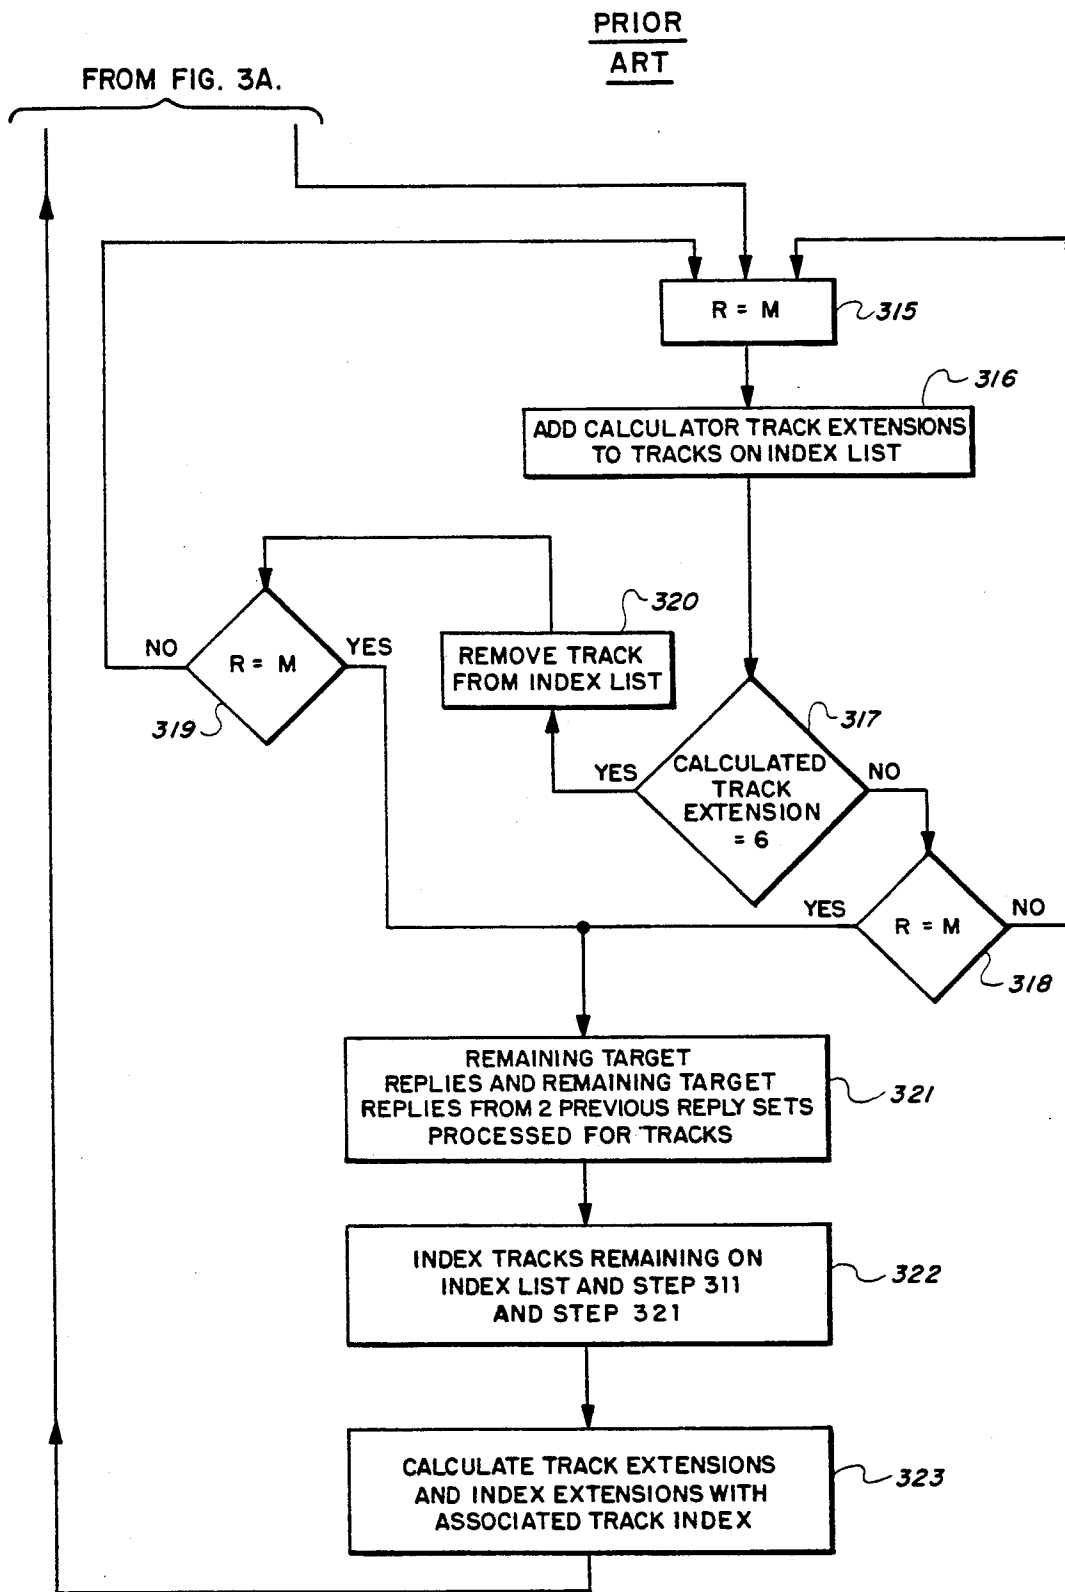 PRIOR
ART
FROM FIG. 3A.
R = M
315
316
ADD CALCULATOR TRACK EXTENSIONS
TO TRACKS ON INDEX LIST
320
REMOVE TRACK
FROM INDEX LIST
NO
R = M
YES
319
317
YES
CALCULATED
TRACK
EXTENSION
= 6
NO
YES
R = M
NO
318
REMAINING TARGET
REPLIES AND REMAINING TARGET
REPLIES FROM 2 PREVIOUS REPLY SETS
PROCESSED FOR TRACKS
321
INDEX TRACKS REMAINING ON
INDEX LIST AND STEP 311
AND STEP 321
322
CALCULATE TRACK EXTENSIONS
AND INDEX EXTENSIONS WITH
ASSOCIATED TRACK INDEX
323